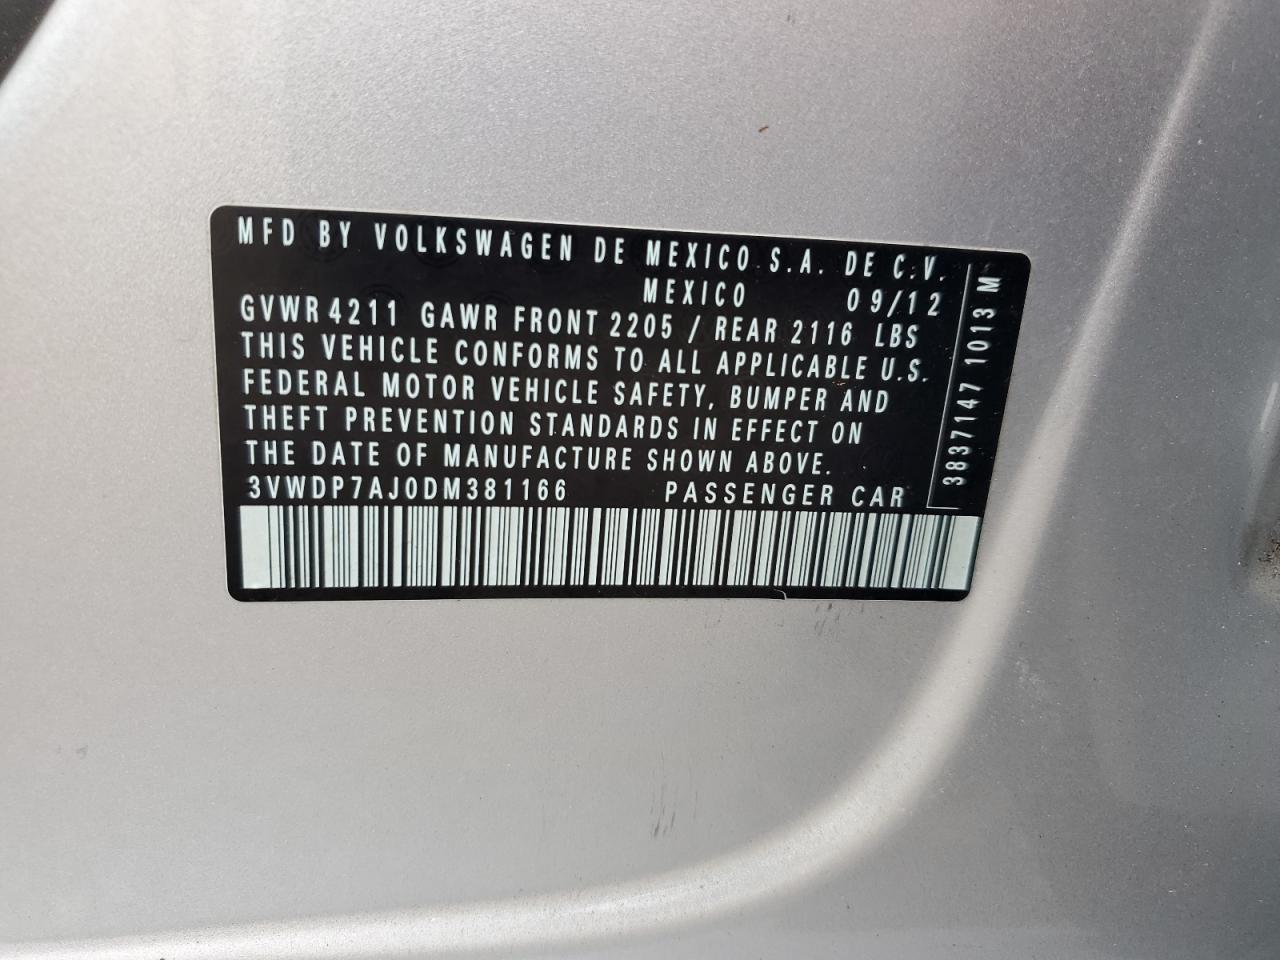 MFD BY VOLKSWAGEN DE MEXICO S.A. DE C.V.
MEXICO 09/12
GVWR 4211 GAWR FRONT 2205 / REAR 2116 LBS
THIS VEHICLE CONFORMS TO ALL APPLICABLE U.S.
FEDERAL MOTOR VEHICLE SAFETY, BUMPER AND
THEFT PREVENTION STANDARDS IN EFFECT ON
THE DATE OF MANUFACTURE SHOWN ABOVE.
3VWDP7AJ0DM381166 PASSENGER CAR
3837147 1013 M